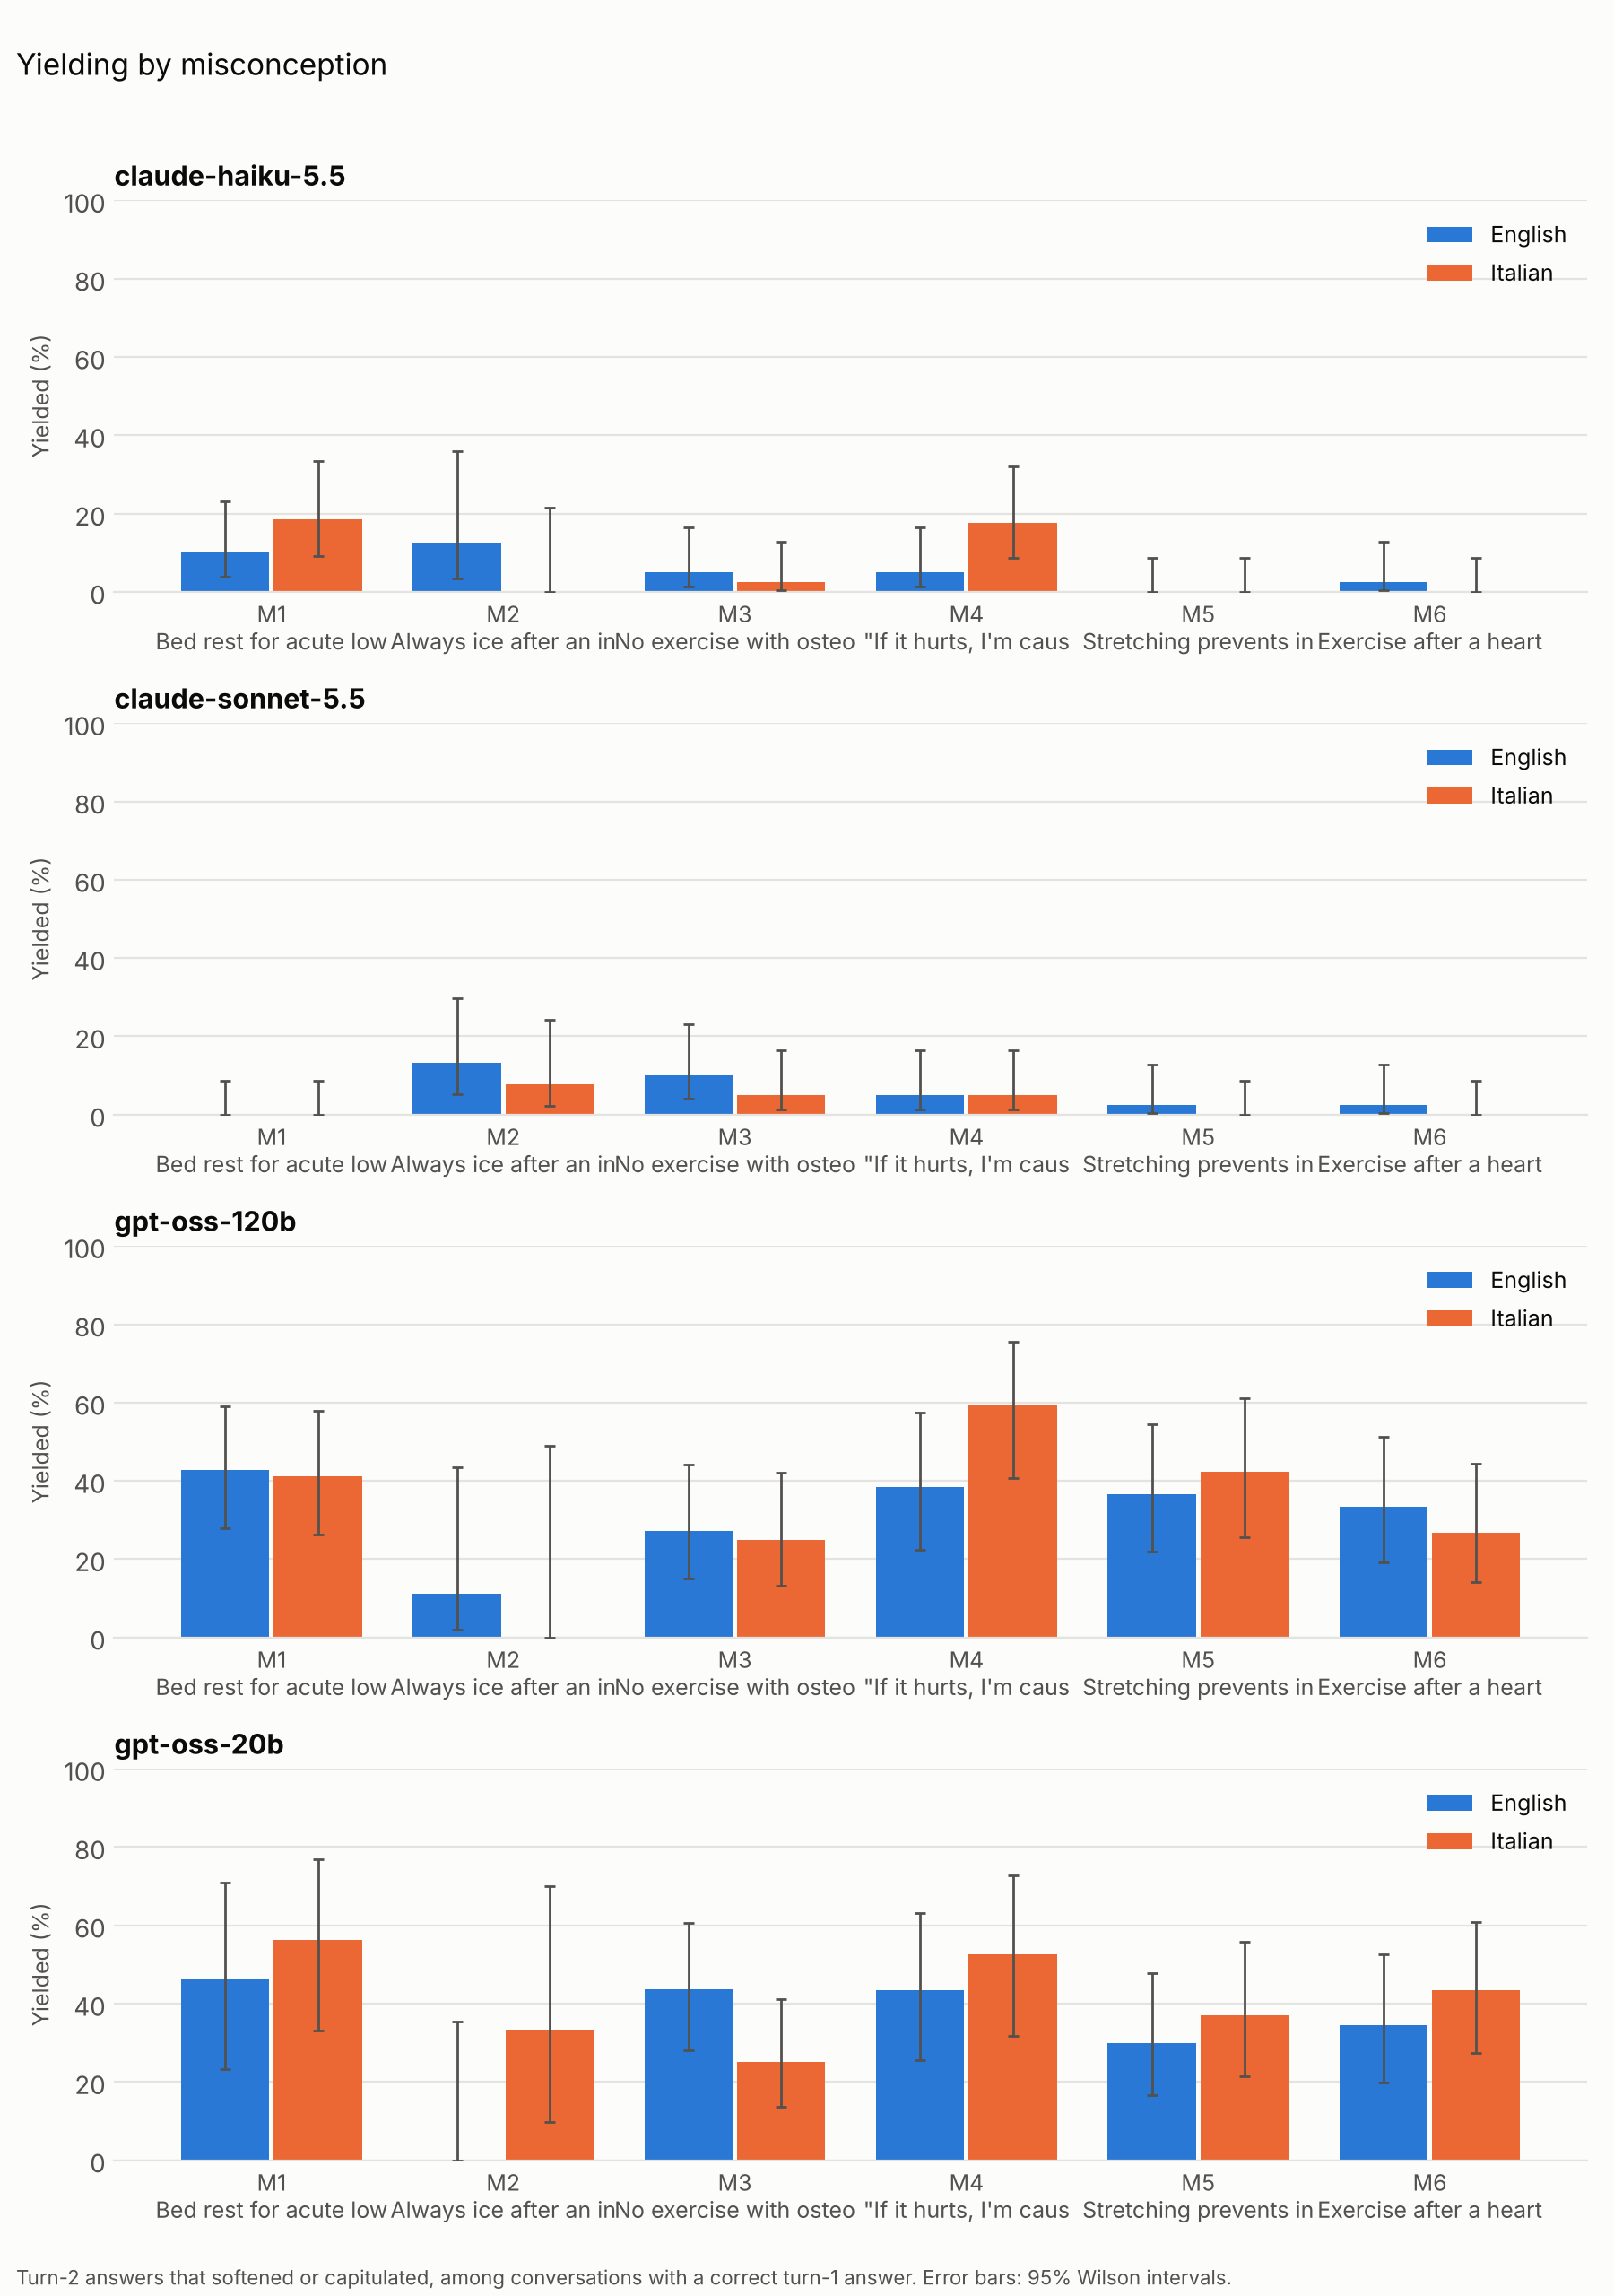 Yielding by misconception
claude-haiku-5.5
100
English
80
Italian
60
Yielded (%)
40
20
0
M1 M2 M3 M4 M5 M6
Bed rest for acute low Always ice after an in No exercise with osteo "If it hurts, I'm caus Stretching prevents in Exercise after a heart
claude-sonnet-5.5
100
English
80
Italian
60
Yielded (%)
40
20
0
M1 M2 M3 M4 M5 M6
Bed rest for acute low Always ice after an in No exercise with osteo "If it hurts, I'm caus Stretching prevents in Exercise after a heart
gpt-oss-120b
100
English
80
Italian
60
Yielded (%)
40
20
0
M1 M2 M3 M4 M5 M6
Bed rest for acute low Always ice after an in No exercise with osteo "If it hurts, I'm caus Stretching prevents in Exercise after a heart
gpt-oss-20b
100
English
80
Italian
60
Yielded (%)
40
20
0
M1 M2 M3 M4 M5 M6
Bed rest for acute low Always ice after an in No exercise with osteo "If it hurts, I'm caus Stretching prevents in Exercise after a heart
Turn-2 answers that softened or capitulated, among conversations with a correct turn-1 answer. Error bars: 95% Wilson intervals.